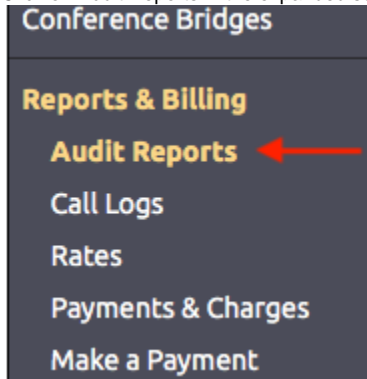 Conference Bridges
Reports & Billing
Audit Reports
Call Logs
Rates
Payments & Charges
Make a Payment